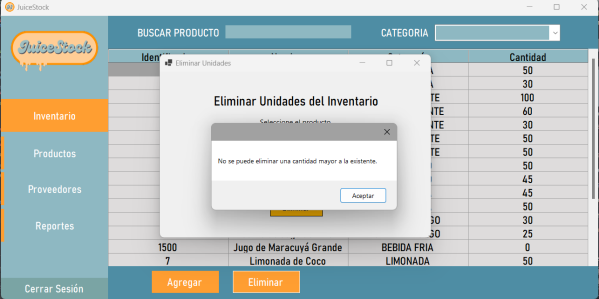 JuiceStock
BUSCAR PRODUCTO
CATEGORIA
JuiceStock
Cantidad
Eliminar Unidades
50
30
Eliminar Unidades del Inventario
100
Inventario
60
30
50
50
Productos
No se puede eliminar una cantidad mayor a la existente.
50
45
Proveedores
Aceptar
45
50
30
Reportes
25
1500 Jugo de Maracuyá Grande BEBIDA FRIA 0
7 Limonada de Coco LIMONADA 50
Agregar
Eliminar
Cerrar Sesión